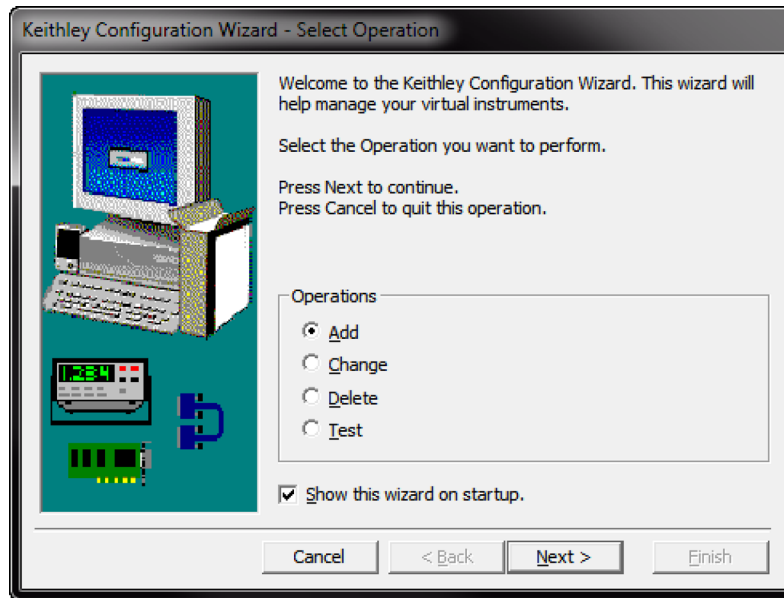 Keithley Configuration Wizard - Select Operation
Welcome to the Keithley Configuration Wizard. This wizard will
help manage your virtual instruments.
Select the Operation you want to perform.
Press Next to continue.
Press Cancel to quit this operation.
Operations
Add
Change
Delete
Test
Show this wizard on startup.
Cancel
< Back
Next >
Finish
1.234